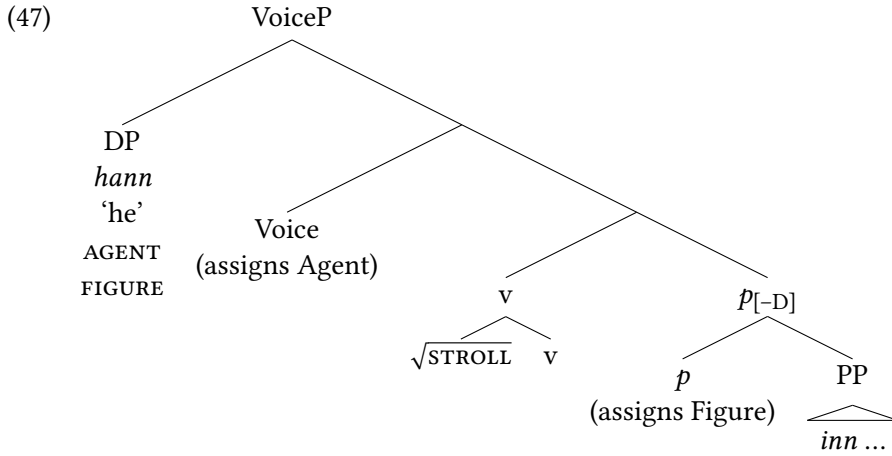 (47)
VoiceP
DP
hann
‘he’
AGENT
FIGURE
Voice
(assigns Agent)
v
p[–D]
√STROLL
v
p
(assigns Figure)
PP
inn ...